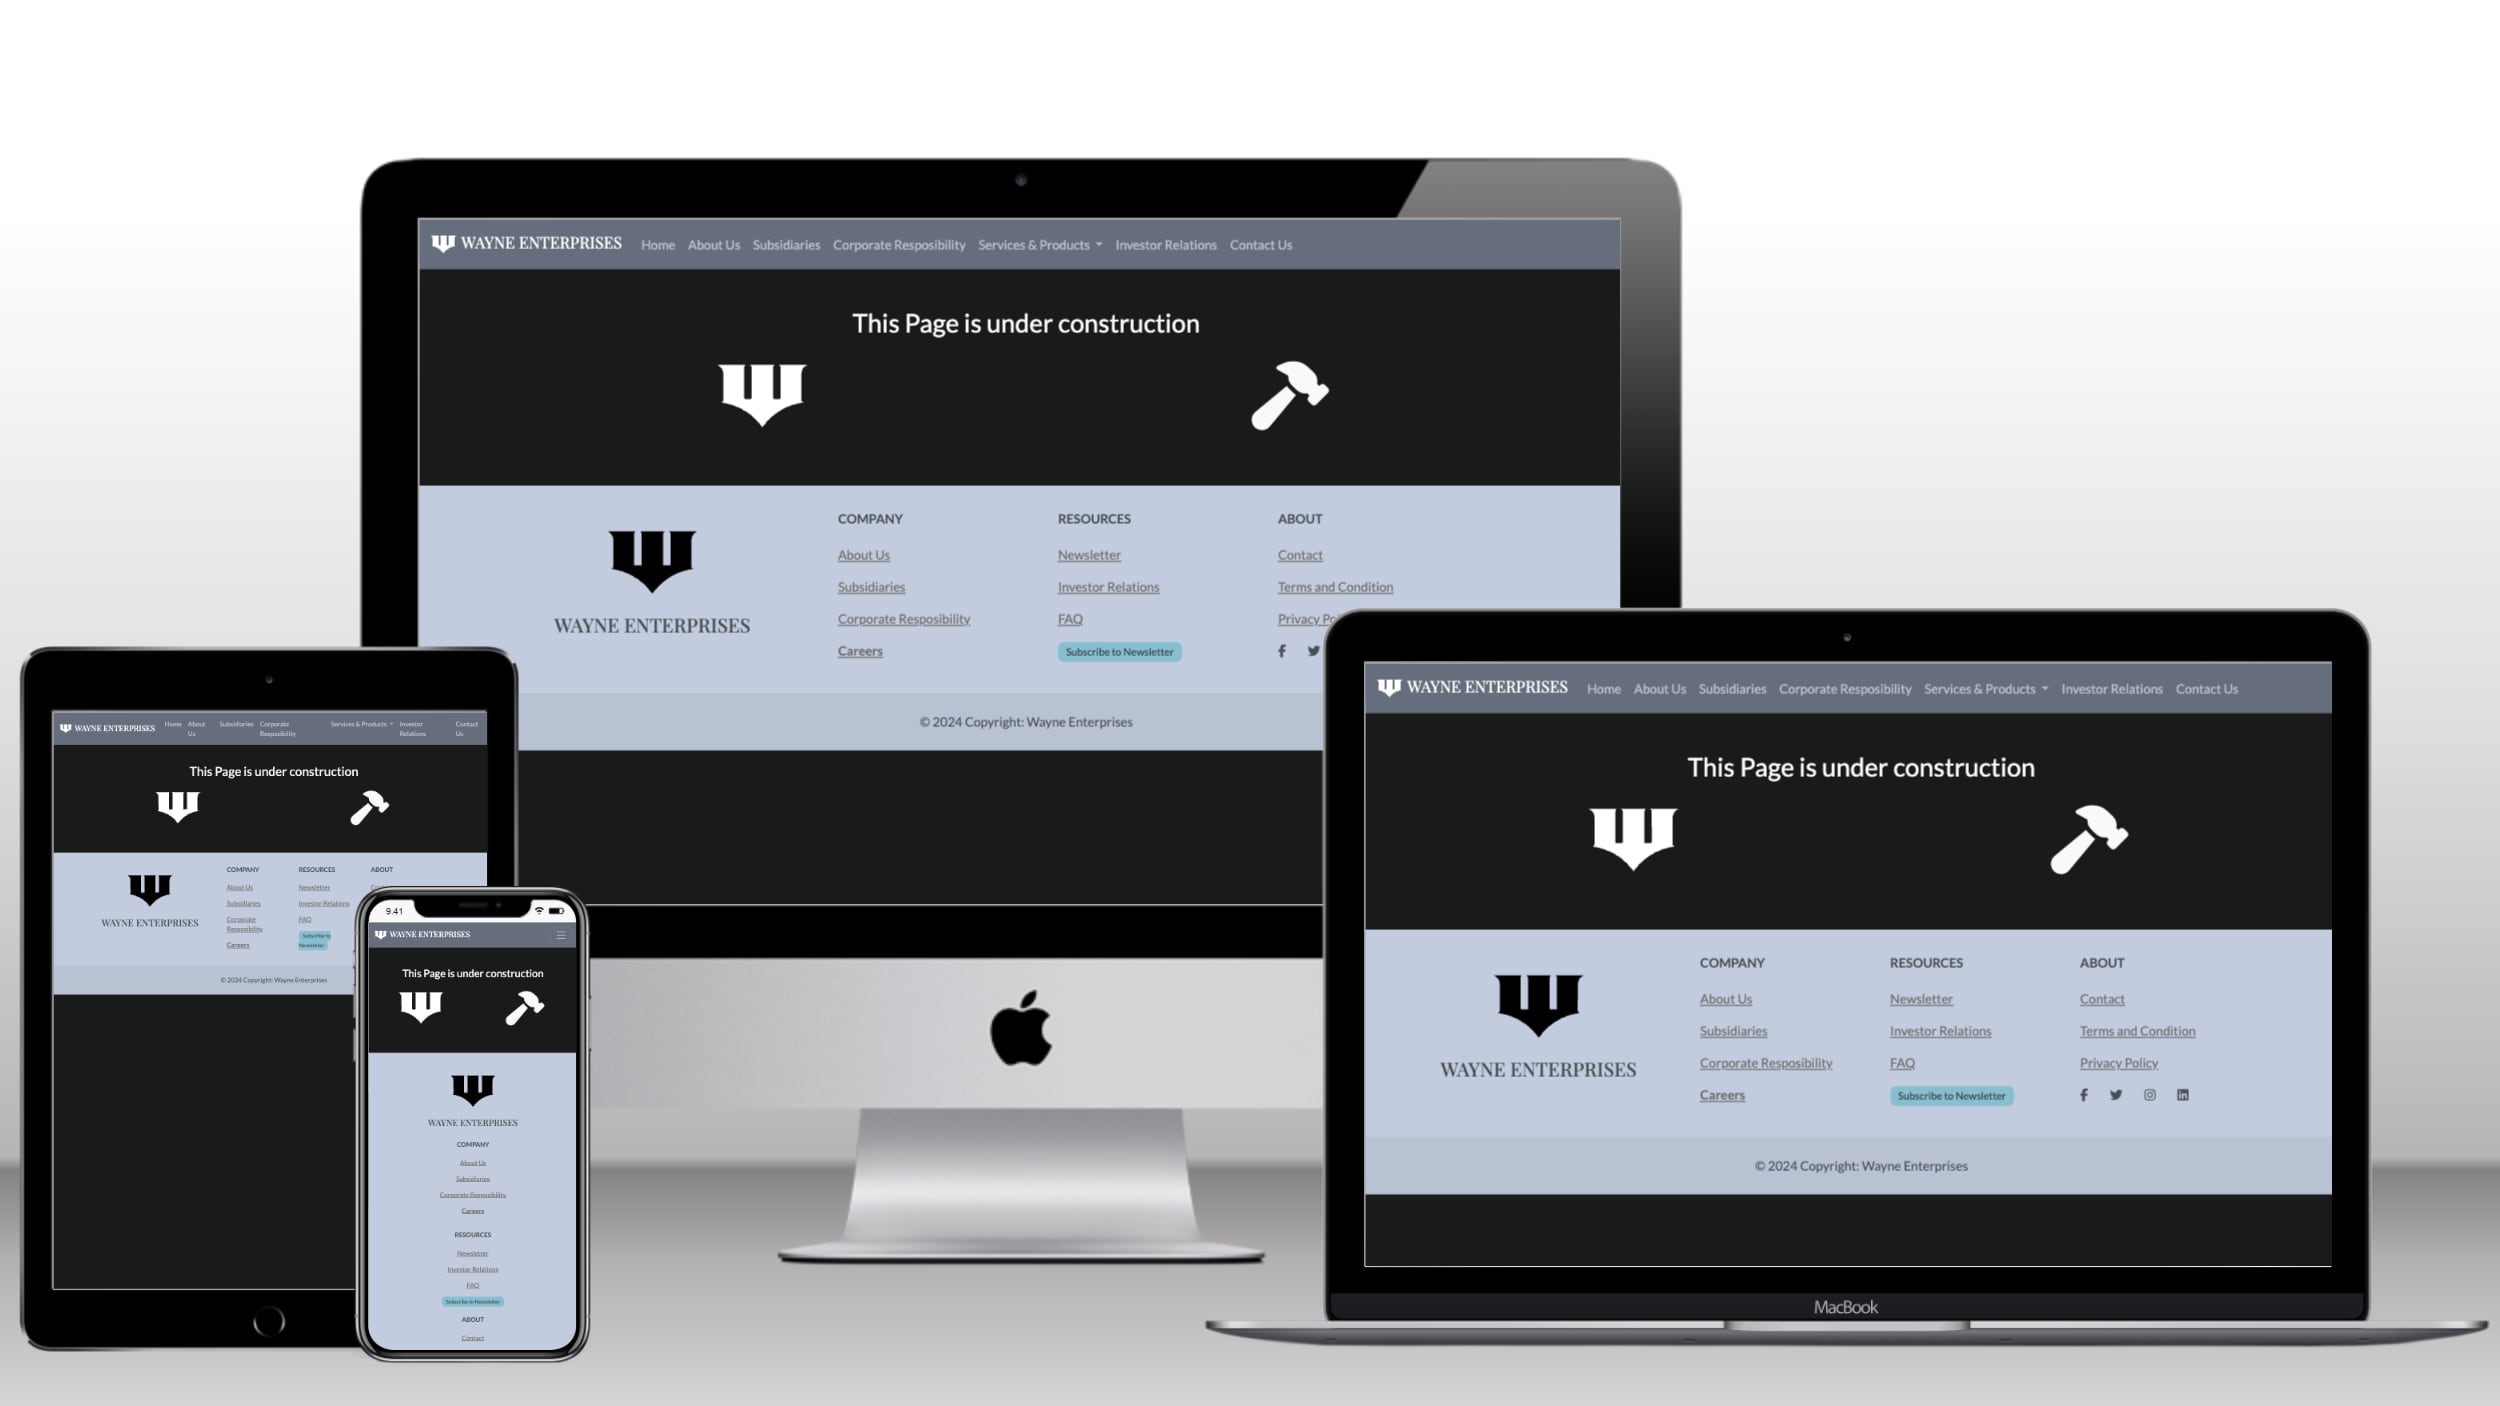 WAYNE ENTERPRISES Home About Us Subsidiaries Corporate Resposibility Services & Products Investor Relations Contact Us
This Page is under construction
COMPANY RESOURCES ABOUT
About Us Newsletter Contact
Subsidiaries Investor Relations Terms and Condition
WAYNE ENTERPRISES Corporate Resposibility FAQ Privacy Po
Careers Subscribe to Newsletter
© 2024 Copyright: Wayne Enterprises
WAYNE ENTERPRISES Home About Subsidiaries Corporate Services & Products Investor Contact
Us Resposibility Relations Us
This Page is under construction
COMPANY RESOURCES ABOUT
About Us Newsletter
Subsidiaries Investor Relations
WAYNE ENTERPRISES Corporate FAQ
Resposibility Subscribe to
Careers Newsletter
© 2024 Copyright: Wayne Enterprises
9.41
WAYNE ENTERPRISES
This Page is under construction
WAYNE ENTERPRISES
COMPANY
About Us
Subsidiaries
Corporate Resposibility
Careers
RESOURCES
Newsletter
Investor Relations
FAQ
Subscribe to Newsletter
ABOUT
Contact
WAYNE ENTERPRISES Home About Us Subsidiaries Corporate Resposibility Services & Products Investor Relations Contact Us
This Page is under construction
COMPANY RESOURCES ABOUT
About Us Newsletter Contact
Subsidiaries Investor Relations Terms and Condition
WAYNE ENTERPRISES Corporate Resposibility FAQ Privacy Policy
Careers Subscribe to Newsletter
© 2024 Copyright: Wayne Enterprises
MacBook